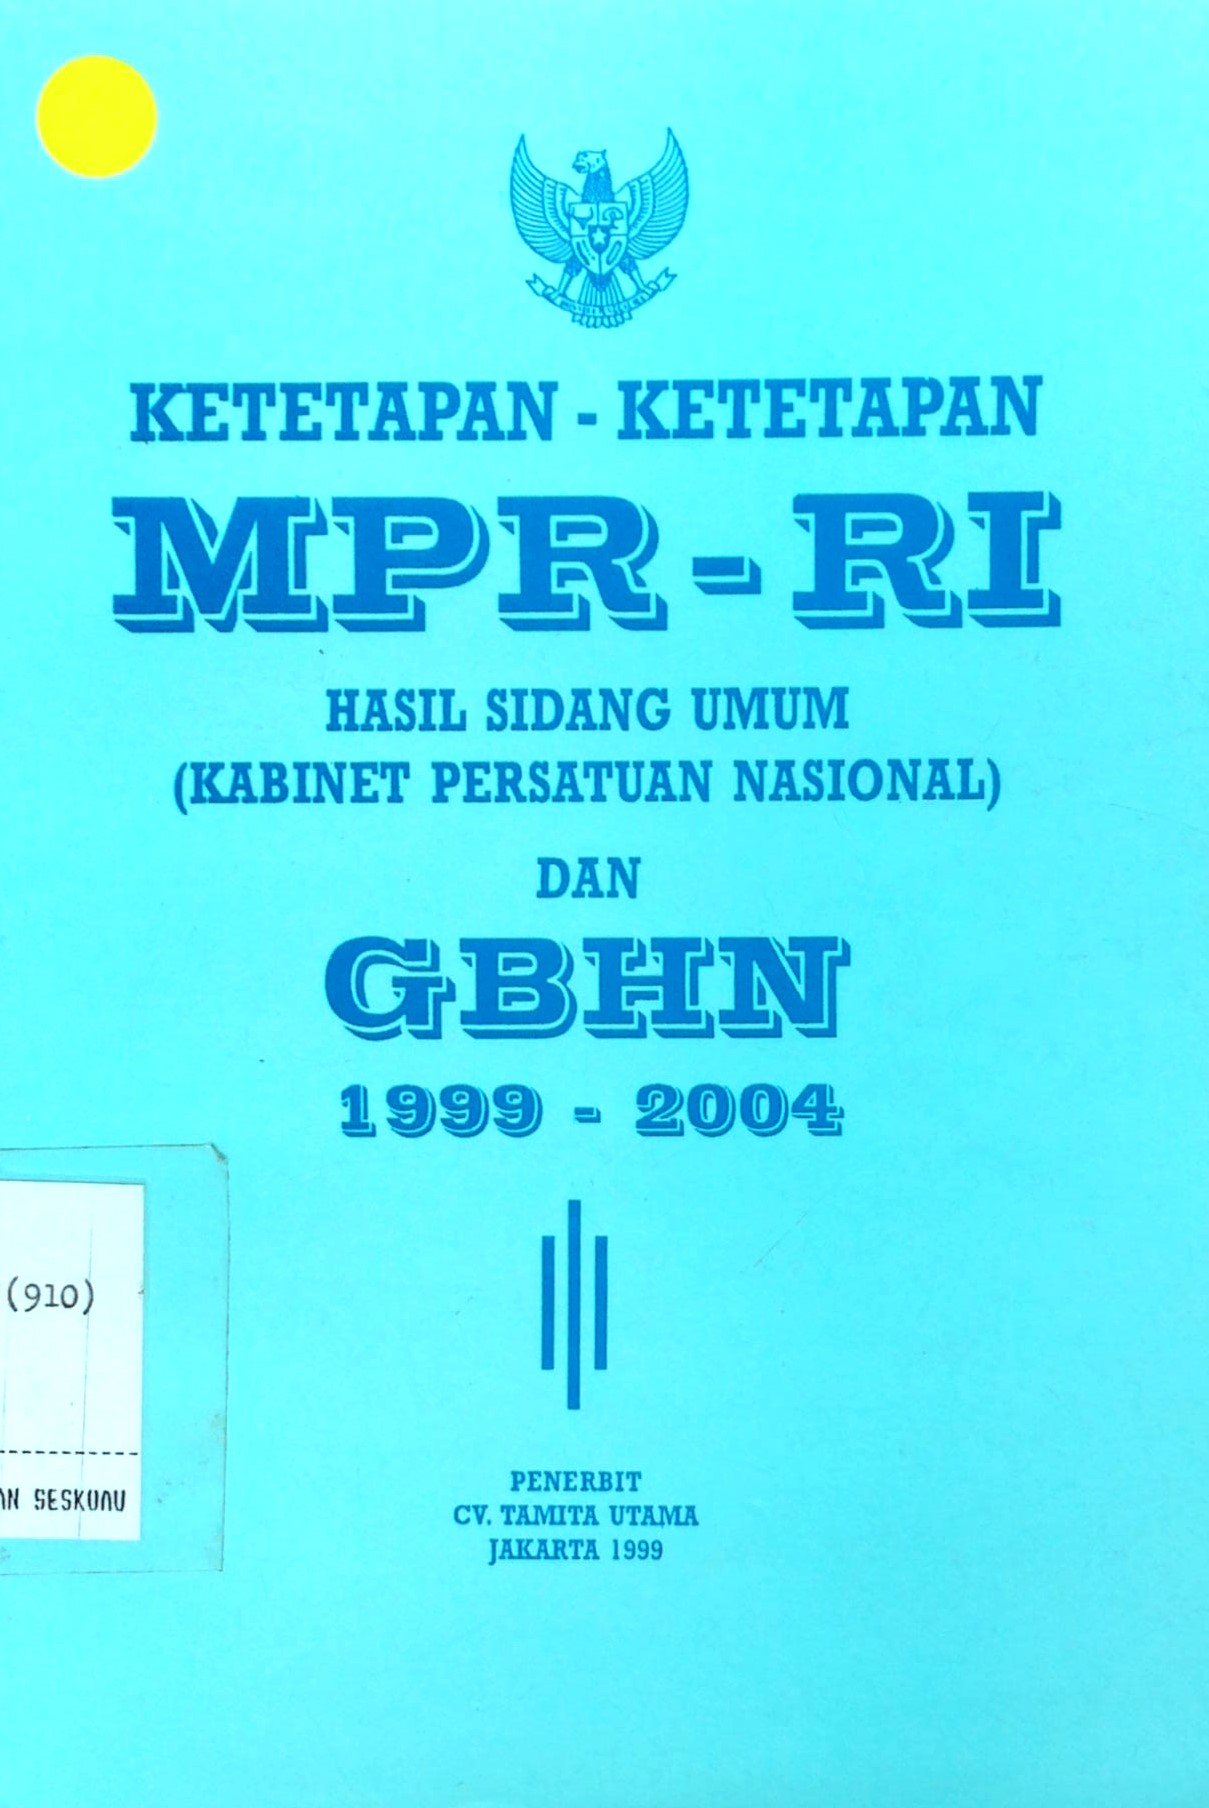 KETETAPAN - KETETAPAN
MPR - RI
HASIL SIDANG UMUM
(KABINET PERSATUAN NASIONAL)
DAN
GBHN
1999 - 2004
(910)
SESKOAU
PENERBIT
CV. TAMITA UTAMA
JAKARTA 1999